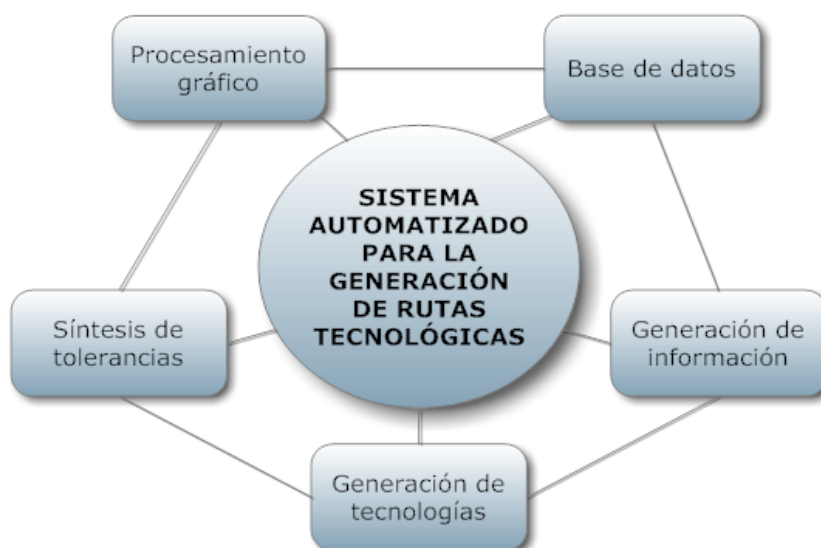 Procesamiento
gráfico
Base de datos
SISTEMA
AUTOMATIZADO
PARA LA
GENERACIÓN
DE RUTAS
TECNOLÓGICAS
Síntesis de
tolerancias
Generación de
información
Generación de
tecnologías